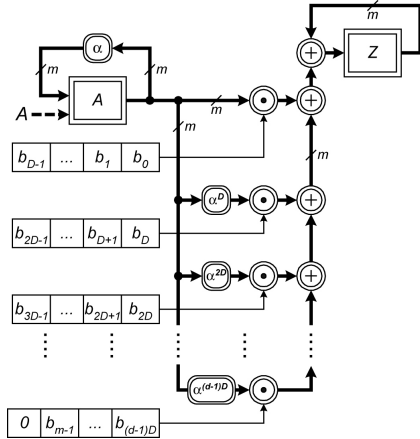 m
m
α
m
m
A
Z
A
m
b_{D-1} ... b_1 b_0
m
m
b_{2D-1} ... b_{D+1} b_D
α^D
b_{3D-1} ... b_{2D+1} b_{2D}
α^{2D}
α^{(d-1)D}
0 b_{m-1} ... b_{(d-1)D}